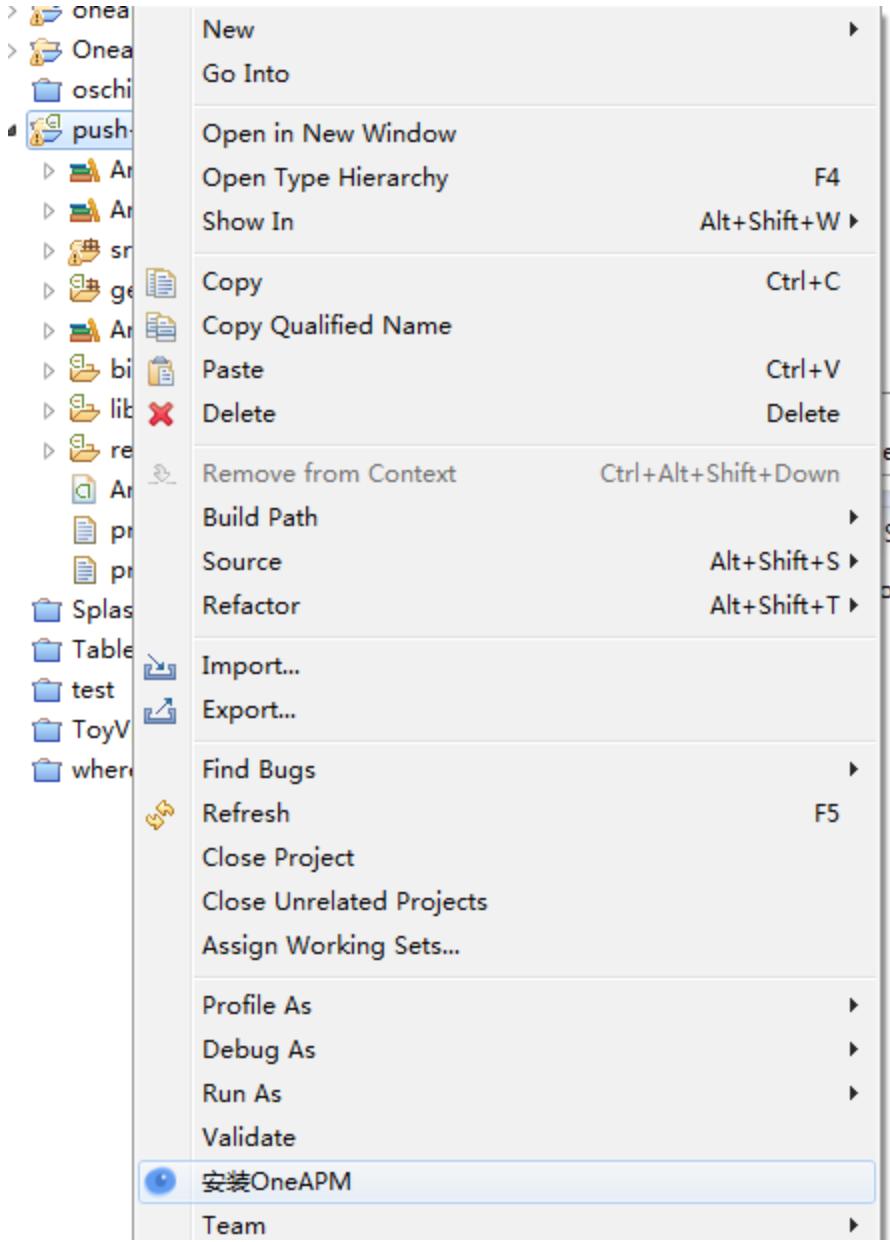 onea
Onea
oschi
push-
Ar
Ar
sr
ge
Ar
bi
lib
re
Ar
pr
pr
Splas
Table
test
ToyV
where
New
Go Into
Open in New Window
Open Type Hierarchy F4
Show In Alt+Shift+W
Copy Ctrl+C
Copy Qualified Name
Paste Ctrl+V
Delete Delete
Remove from Context Ctrl+Alt+Shift+Down
Build Path
Source Alt+Shift+S
Refactor Alt+Shift+T
Import...
Export...
Find Bugs
Refresh F5
Close Project
Close Unrelated Projects
Assign Working Sets...
Profile As
Debug As
Run As
Validate
安装OneAPM
Team